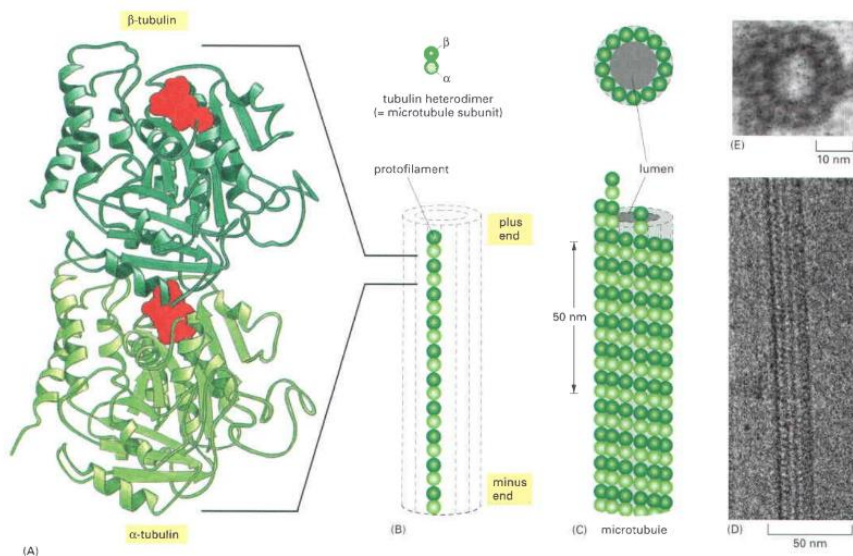 β-tubulin
α-tubulin
(A)
β
α
tubulin heterodimer
(= microtubule subunit)
protofilament
plus
end
minus
end
(B)
lumen
50 nm
(C)
microtubule
(E)
10 nm
(D)
50 nm